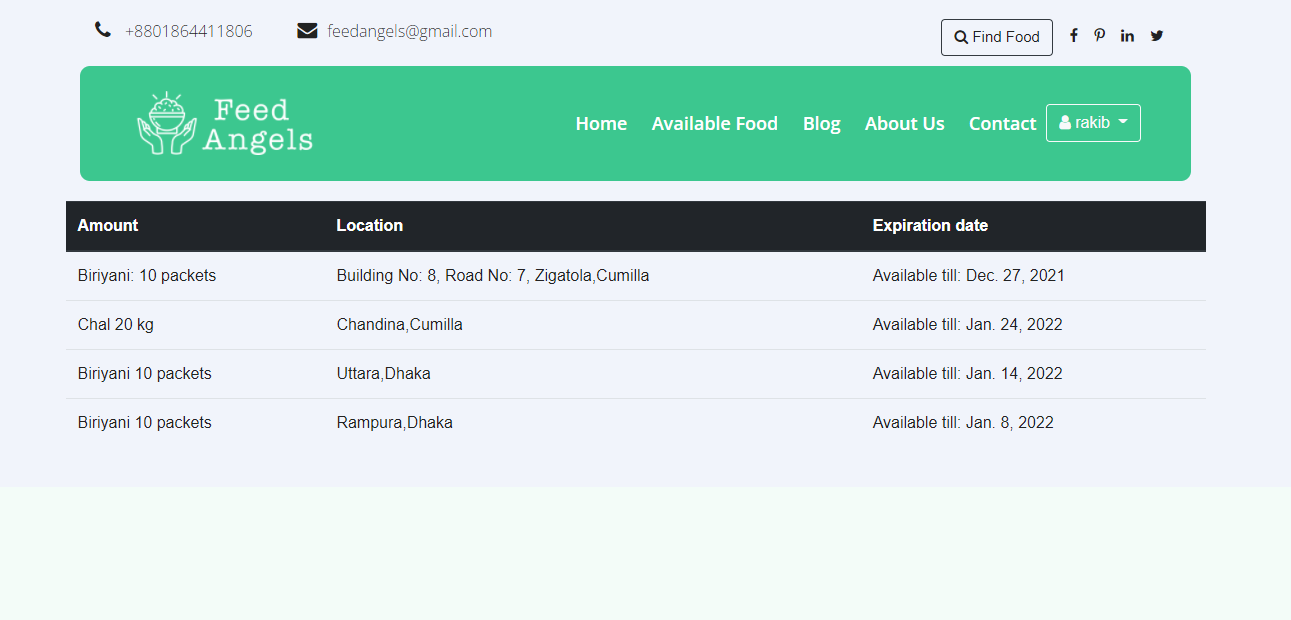 +8801864411806 feedangels@gmail.com Find Food
Feed
Angels
Home Available Food Blog About Us Contact rakib
Amount Location Expiration date
Biriyani: 10 packets Building No: 8, Road No: 7, Zigatola,Cumilla Available till: Dec. 27, 2021
Chal 20 kg Chandina,Cumilla Available till: Jan. 24, 2022
Biriyani 10 packets Uttara,Dhaka Available till: Jan. 14, 2022
Biriyani 10 packets Rampura,Dhaka Available till: Jan. 8, 2022